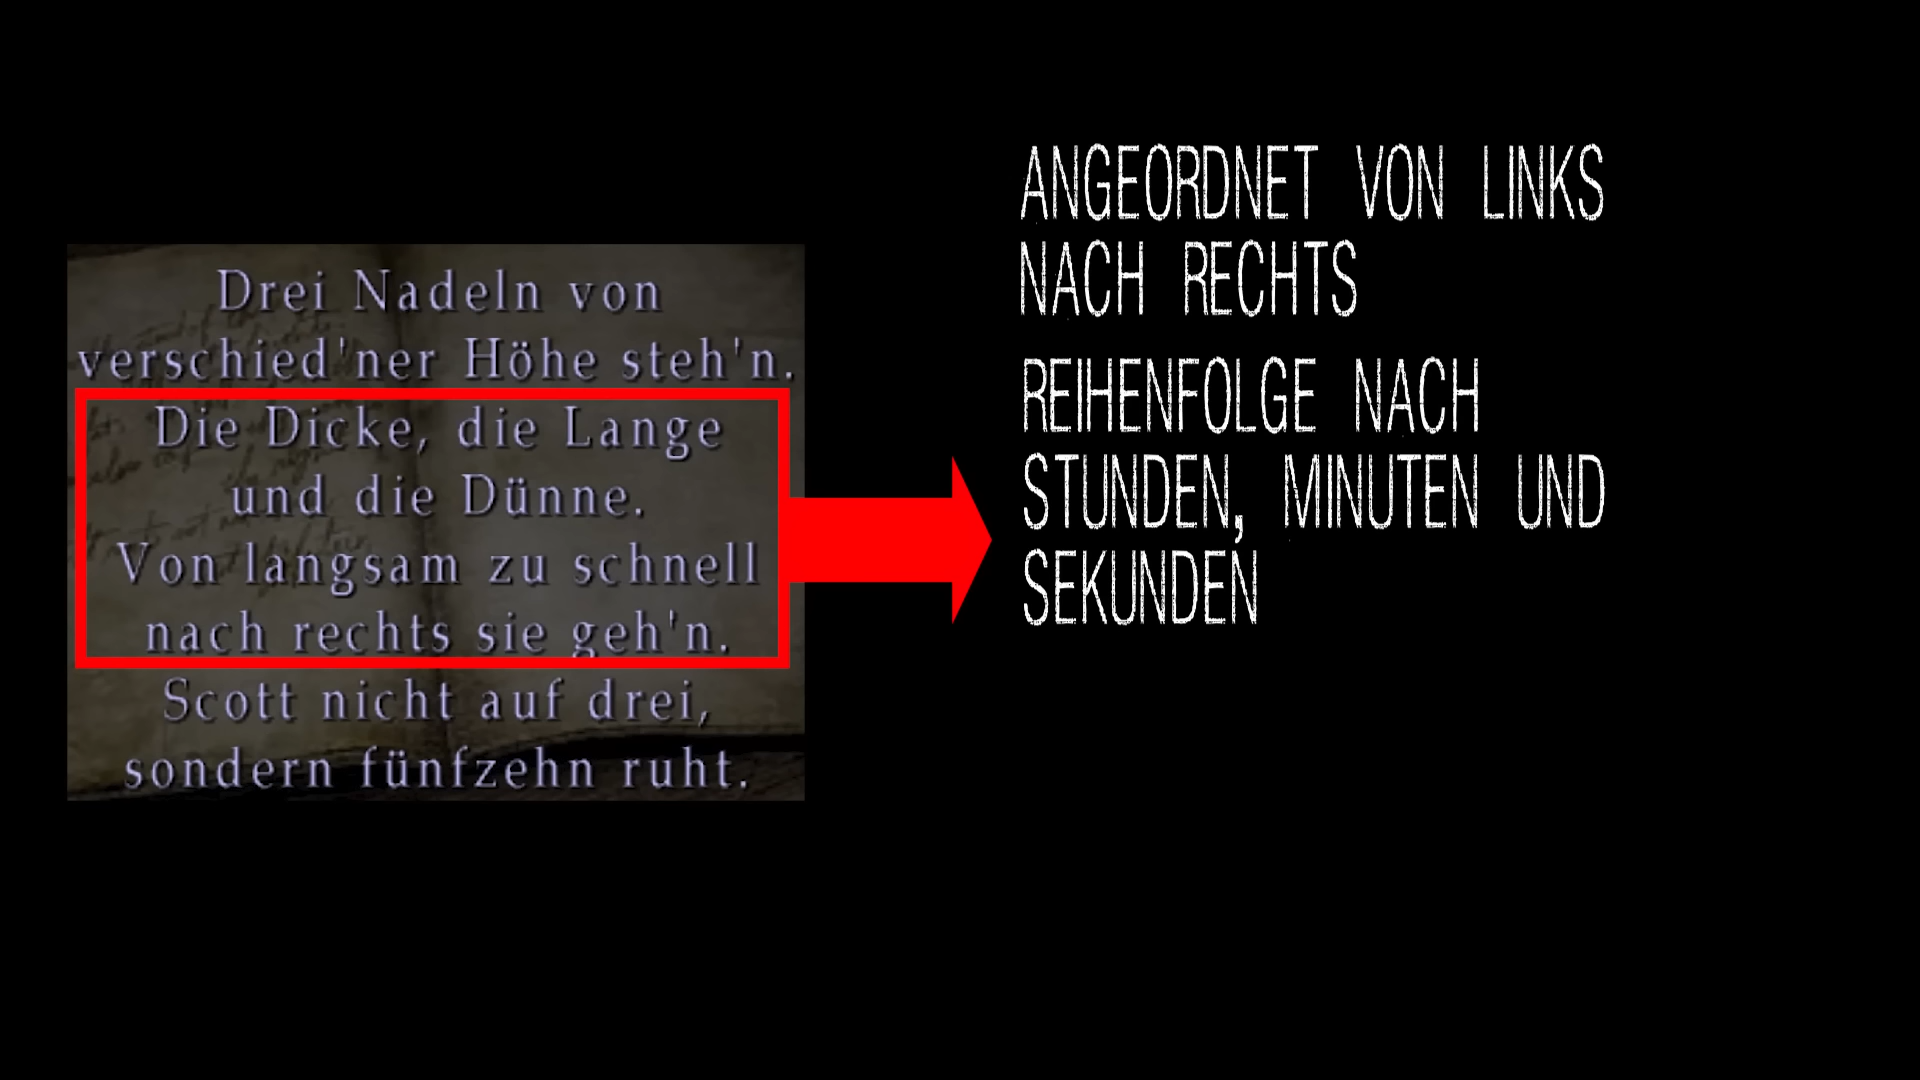 Drei Nadeln von
verschied'ner Höhe steh'n.
Die Dicke, die Lange
und die Dünne.
Von langsam zu schnell
nach rechts sie geh'n.
Scott nicht auf drei,
sondern fünfzehn ruht.
ANGEORDNET VON LINKS
NACH RECHTS
REIHENFOLGE NACH
STUNDEN, MINUTEN UND
SEKUNDEN